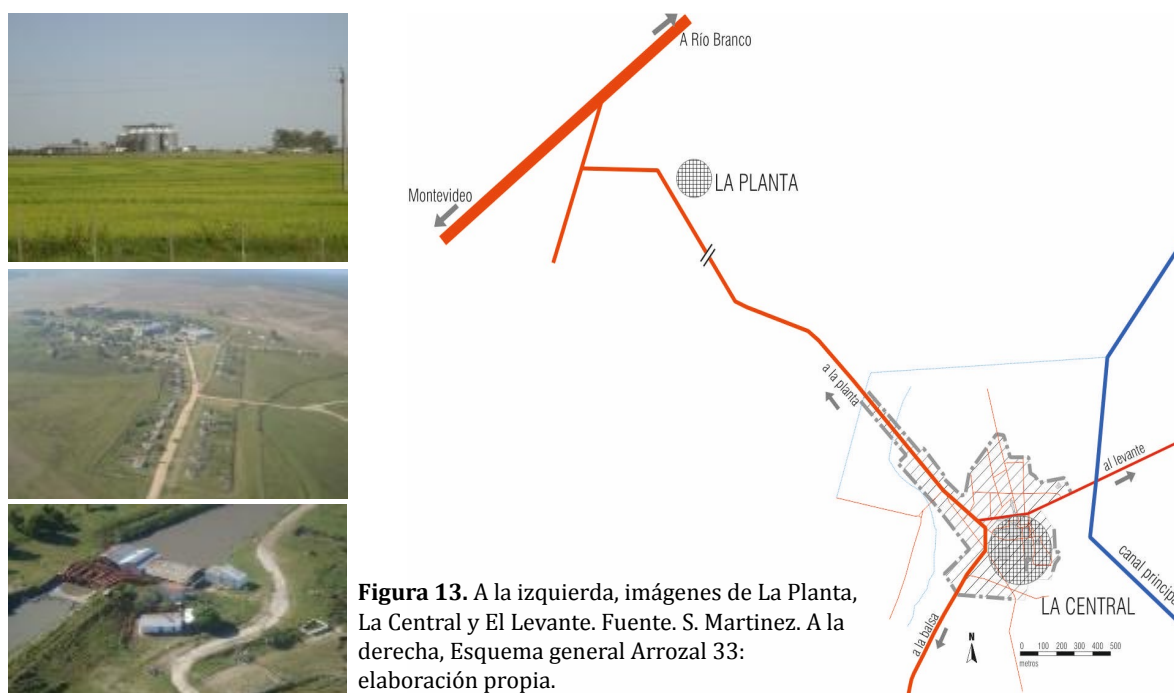 A Río Branco
Montevideo
LA PLANTA
a la planta
al levante
canal principa
LA CENTRAL
a la balsa
N
0 100 200 300 400 500
metros
Figura 13. A la izquierda, imágenes de La Planta,
La Central y El Levante. Fuente. S. Martinez. A la
derecha, Esquema general Arrozal 33:
elaboración propia.